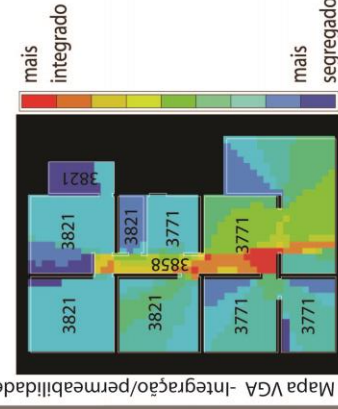 mais
integrado
mais
segregado
3821
3821
3821
3821
3771
3821
3858
3771
3771
3771
Mapa VGA -Integração/permeabilidade